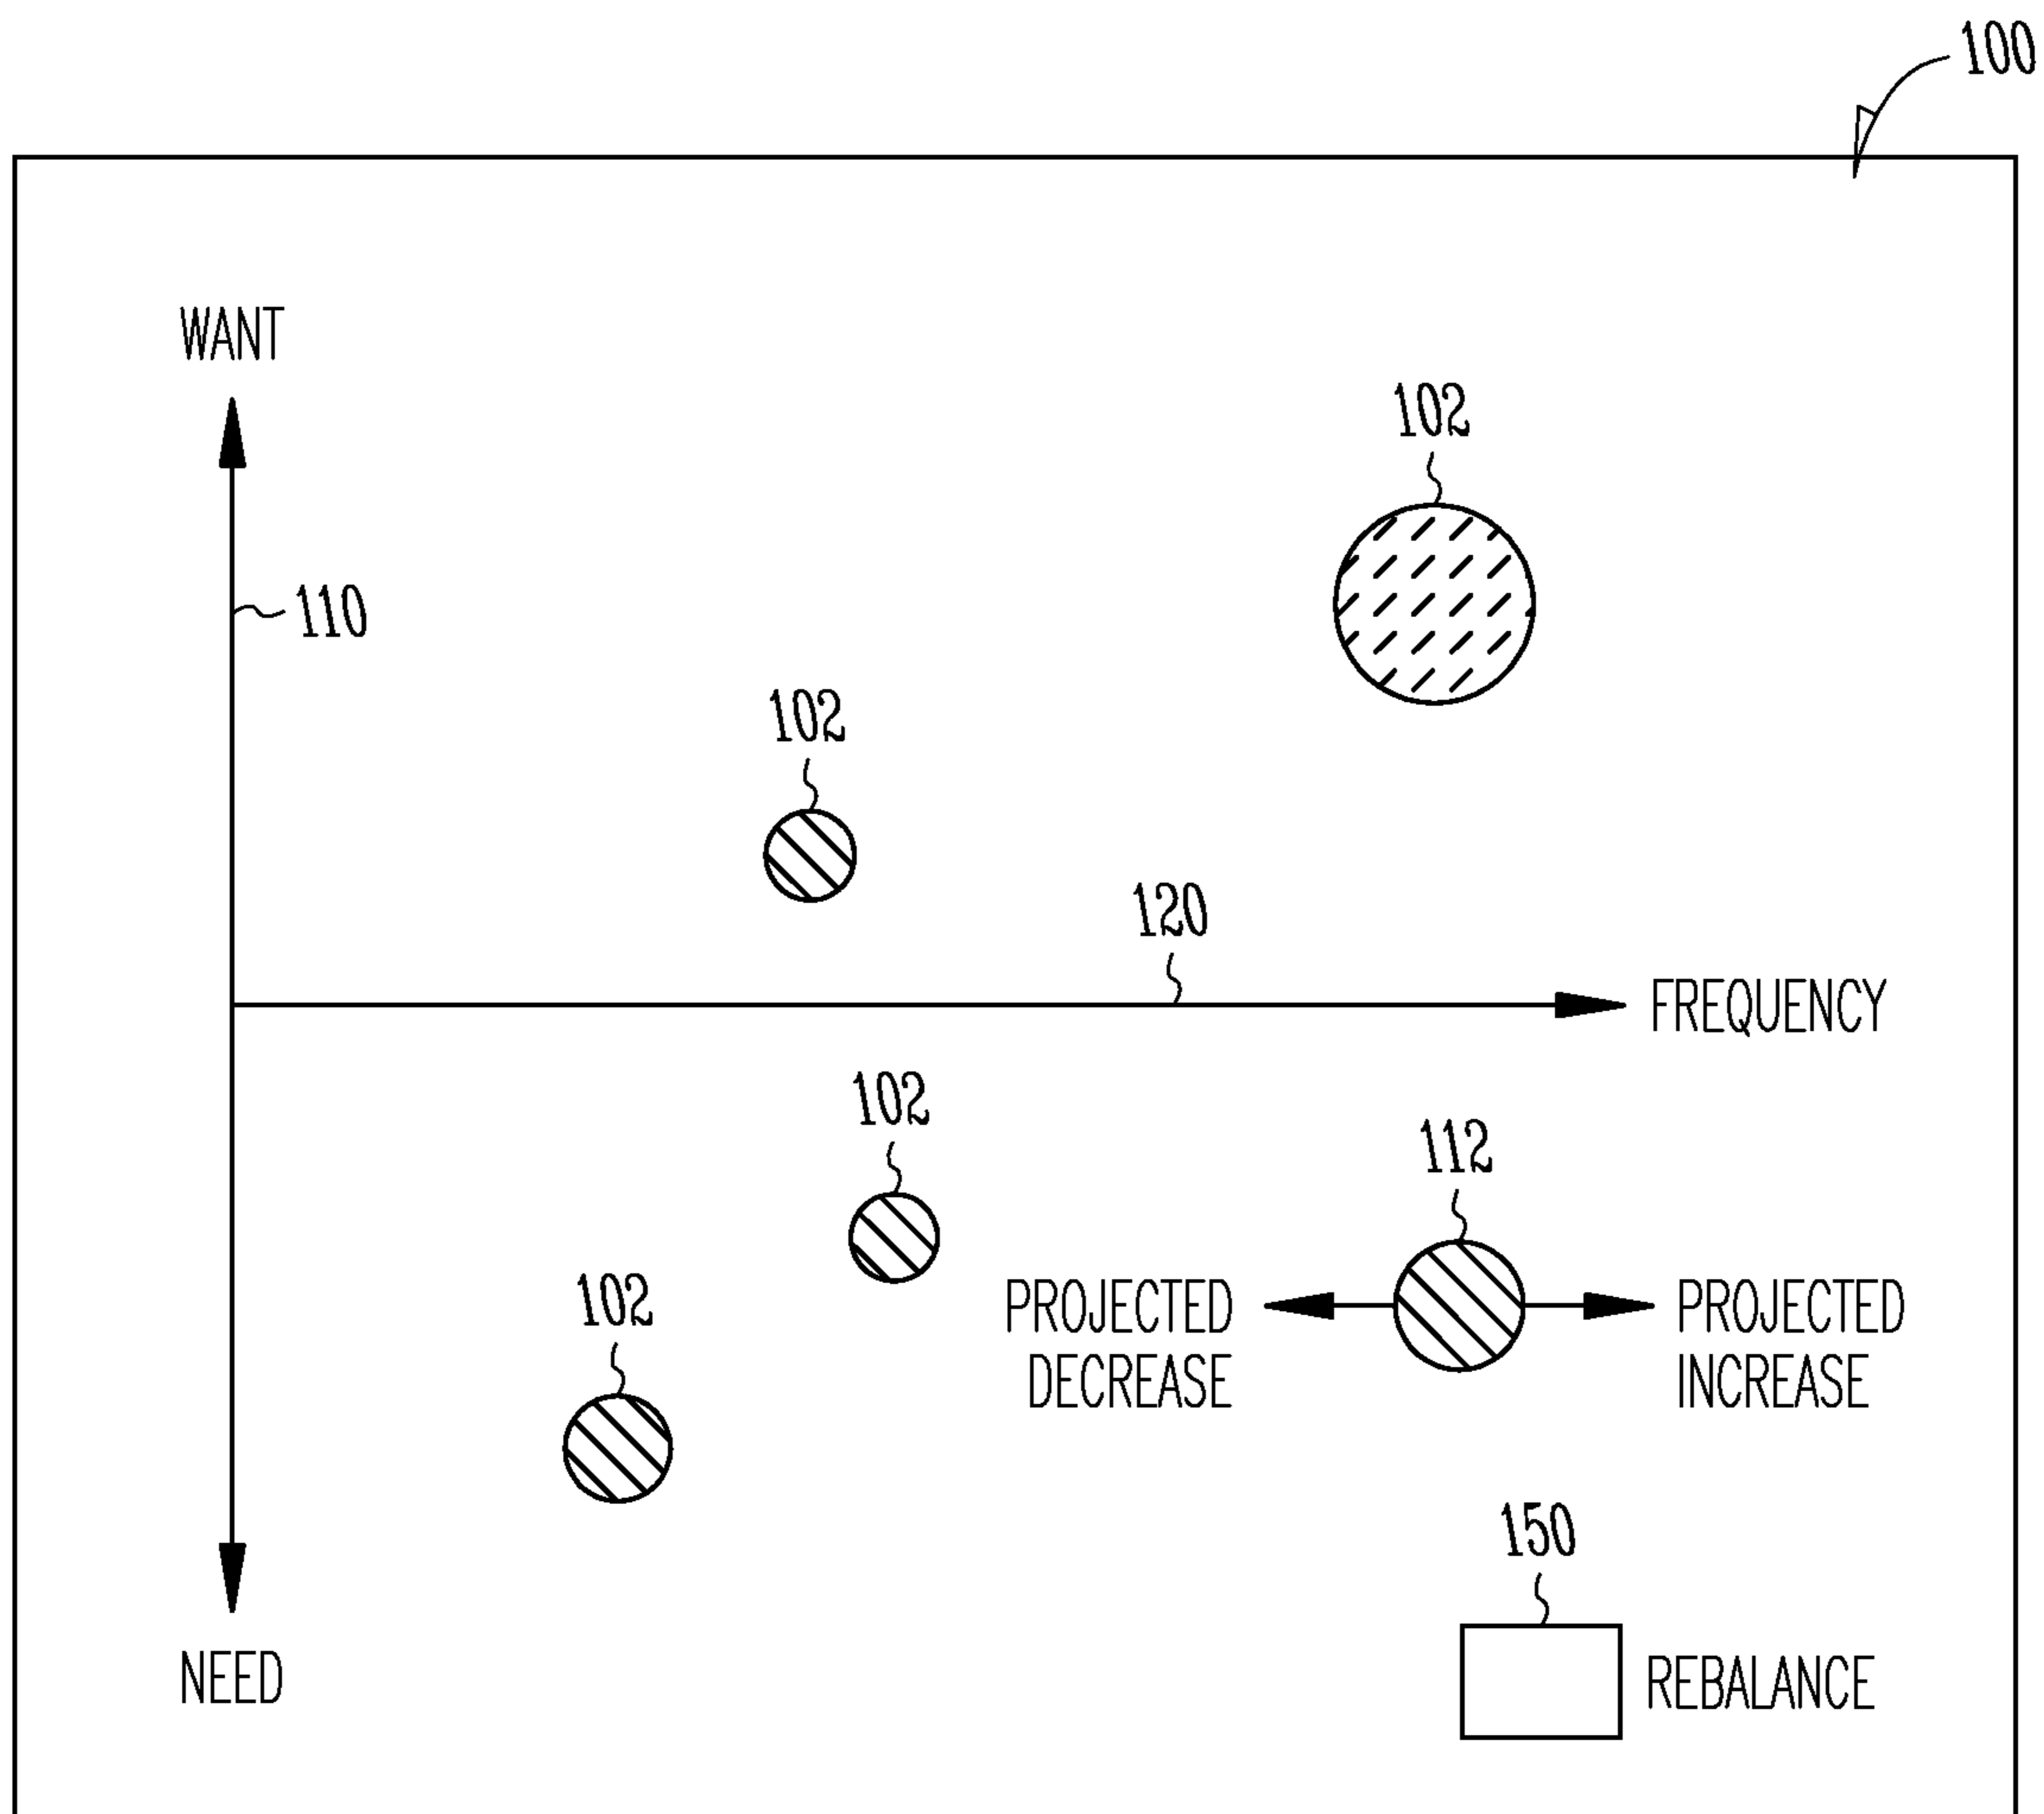 100
WANT
102
110
102
120
FREQUENCY
102
112
102
PROJECTED
DECREASE
PROJECTED
INCREASE
150
NEED
REBALANCE